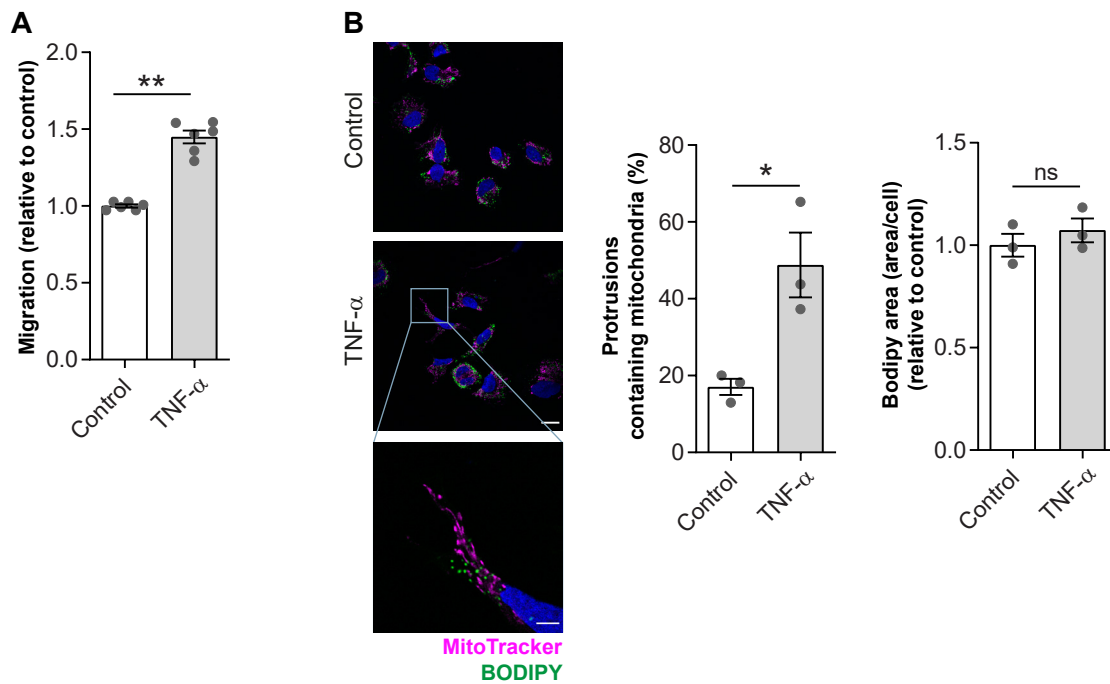 A
Migration (relative to control)
2.0
1.5
1.0
0.5
0.0
**
Control
TNF-α
B
Control
TNF-α
MitoTracker
BODIPY
Protrusions
containing mitochondria (%)
80
60
40
20
0
*
Control
TNF-α
Bodipy area (area/cell)
(relative to control)
1.5
1.0
0.5
0.0
ns
Control
TNF-α